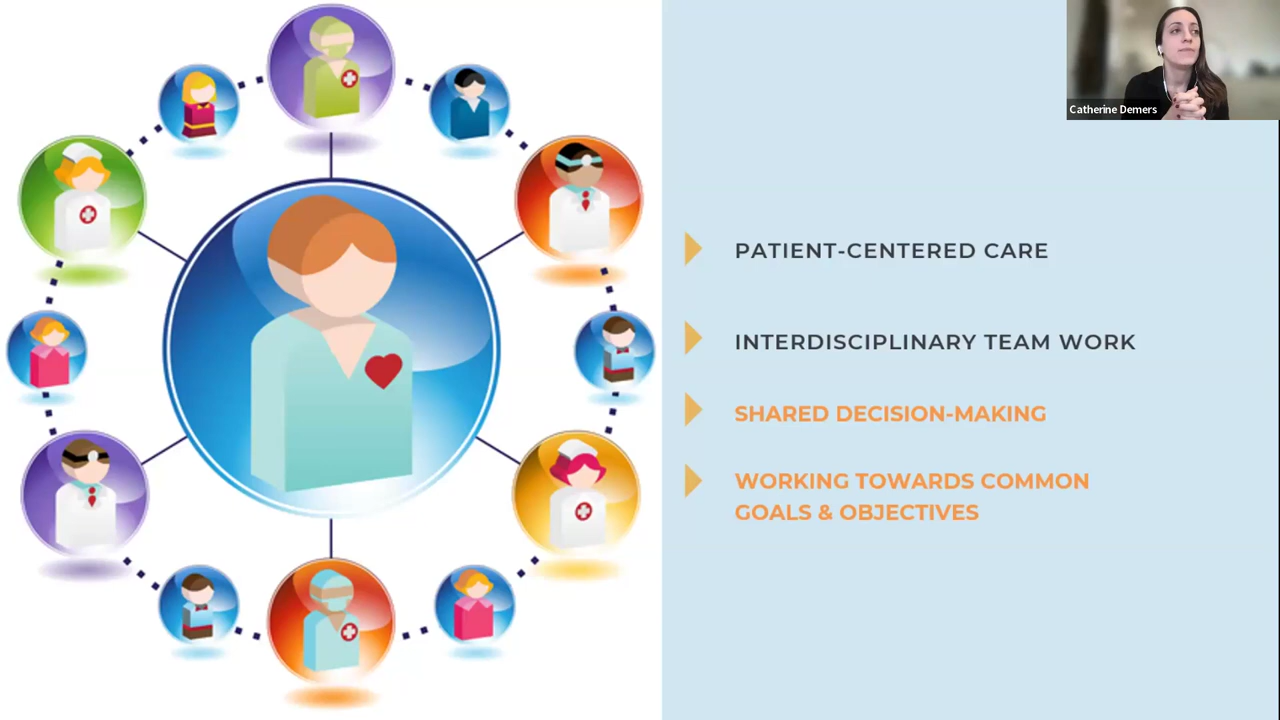 Catherine Demers
PATIENT-CENTERED CARE
INTERDISCIPLINARY TEAM WORK
SHARED DECISION-MAKING
WORKING TOWARDS COMMON
GOALS & OBJECTIVES